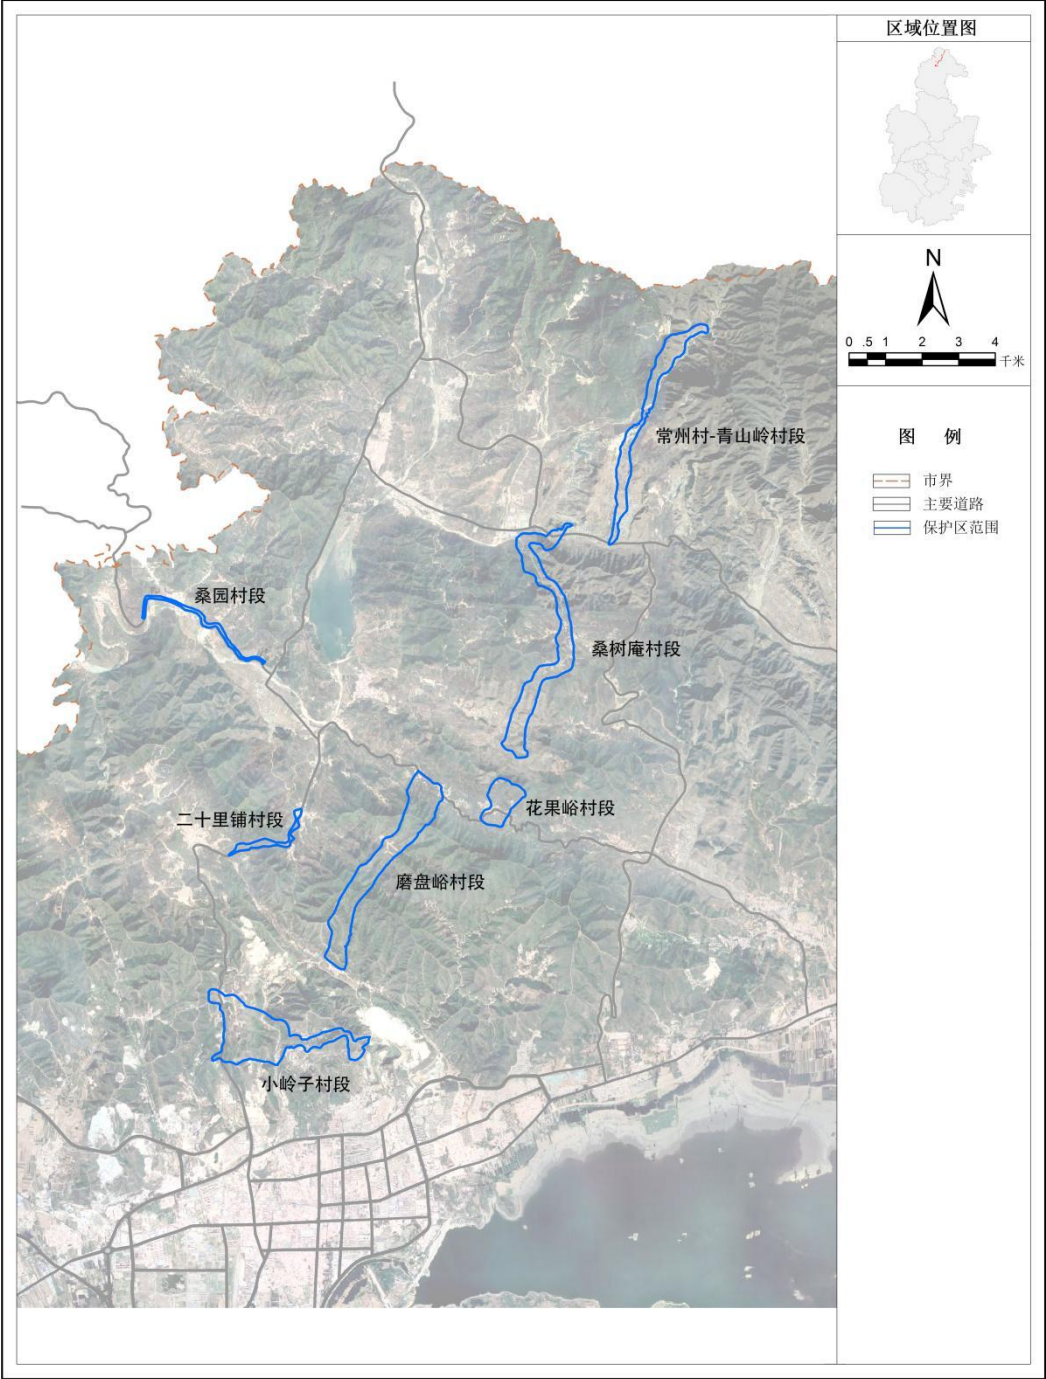 区域位置图
N
0 .5 1 2 3 4
千米
图 例
市界
主要道路
保护区范围
常州村-青山岭村段
桑园村段
桑树庵村段
二十里铺村段
花果峪村段
磨盘峪村段
小岭子村段